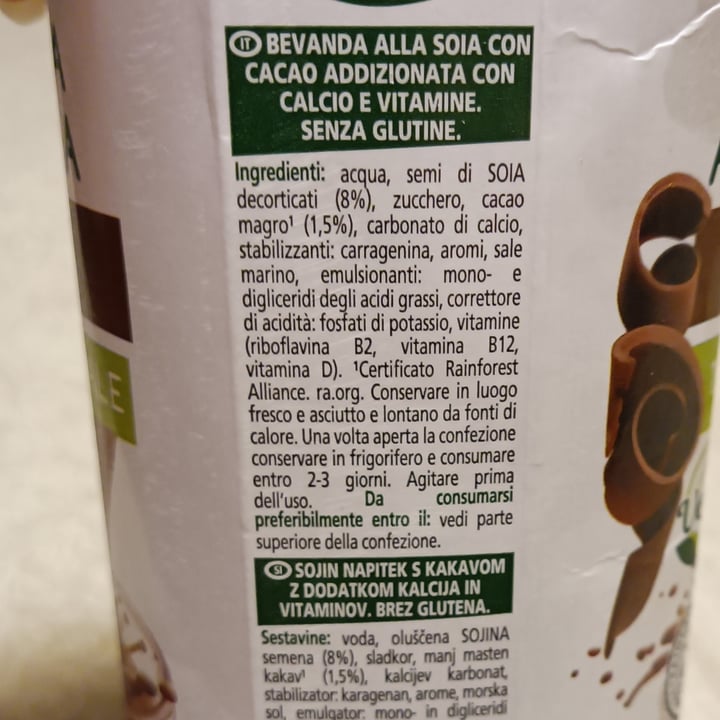 IT BEVANDA ALLA SOIA CON
CACAO ADDIZIONATA CON
CALCIO E VITAMINE.
SENZA GLUTINE.
Ingredienti: acqua, semi di SOIA
decorticati (8%), zucchero, cacao
magro¹ (1,5%), carbonato di calcio,
stabilizzanti: carragenina, aromi, sale
marino, emulsionanti: mono- e
digliceridi degli acidi grassi, correttore
di acidità: fosfati di potassio, vitamine
(riboflavina B2, vitamina B12,
vitamina D). ¹Certificato Rainforest
Alliance. ra.org. Conservare in luogo
fresco e asciutto e lontano da fonti di
calore. Una volta aperta la confezione
conservare in frigorifero e consumare
entro 2-3 giorni. Agitare prima
dell'uso. Da consumarsi
preferibilmente entro il: vedi parte
superiore della confezione.
SI SOJIN NAPITEK S KAKAVOM
Z DODATKOM KALCIJA IN
VITAMINOV. BREZ GLUTENA.
Sestavine: voda, oluščena SOJINA
semena (8%), sladkor, manj masten
kakav¹ (1,5%), kalcijev karbonat,
stabilizator: karagenan, arome, morska
sol, emulgator: mono- in digliceridi